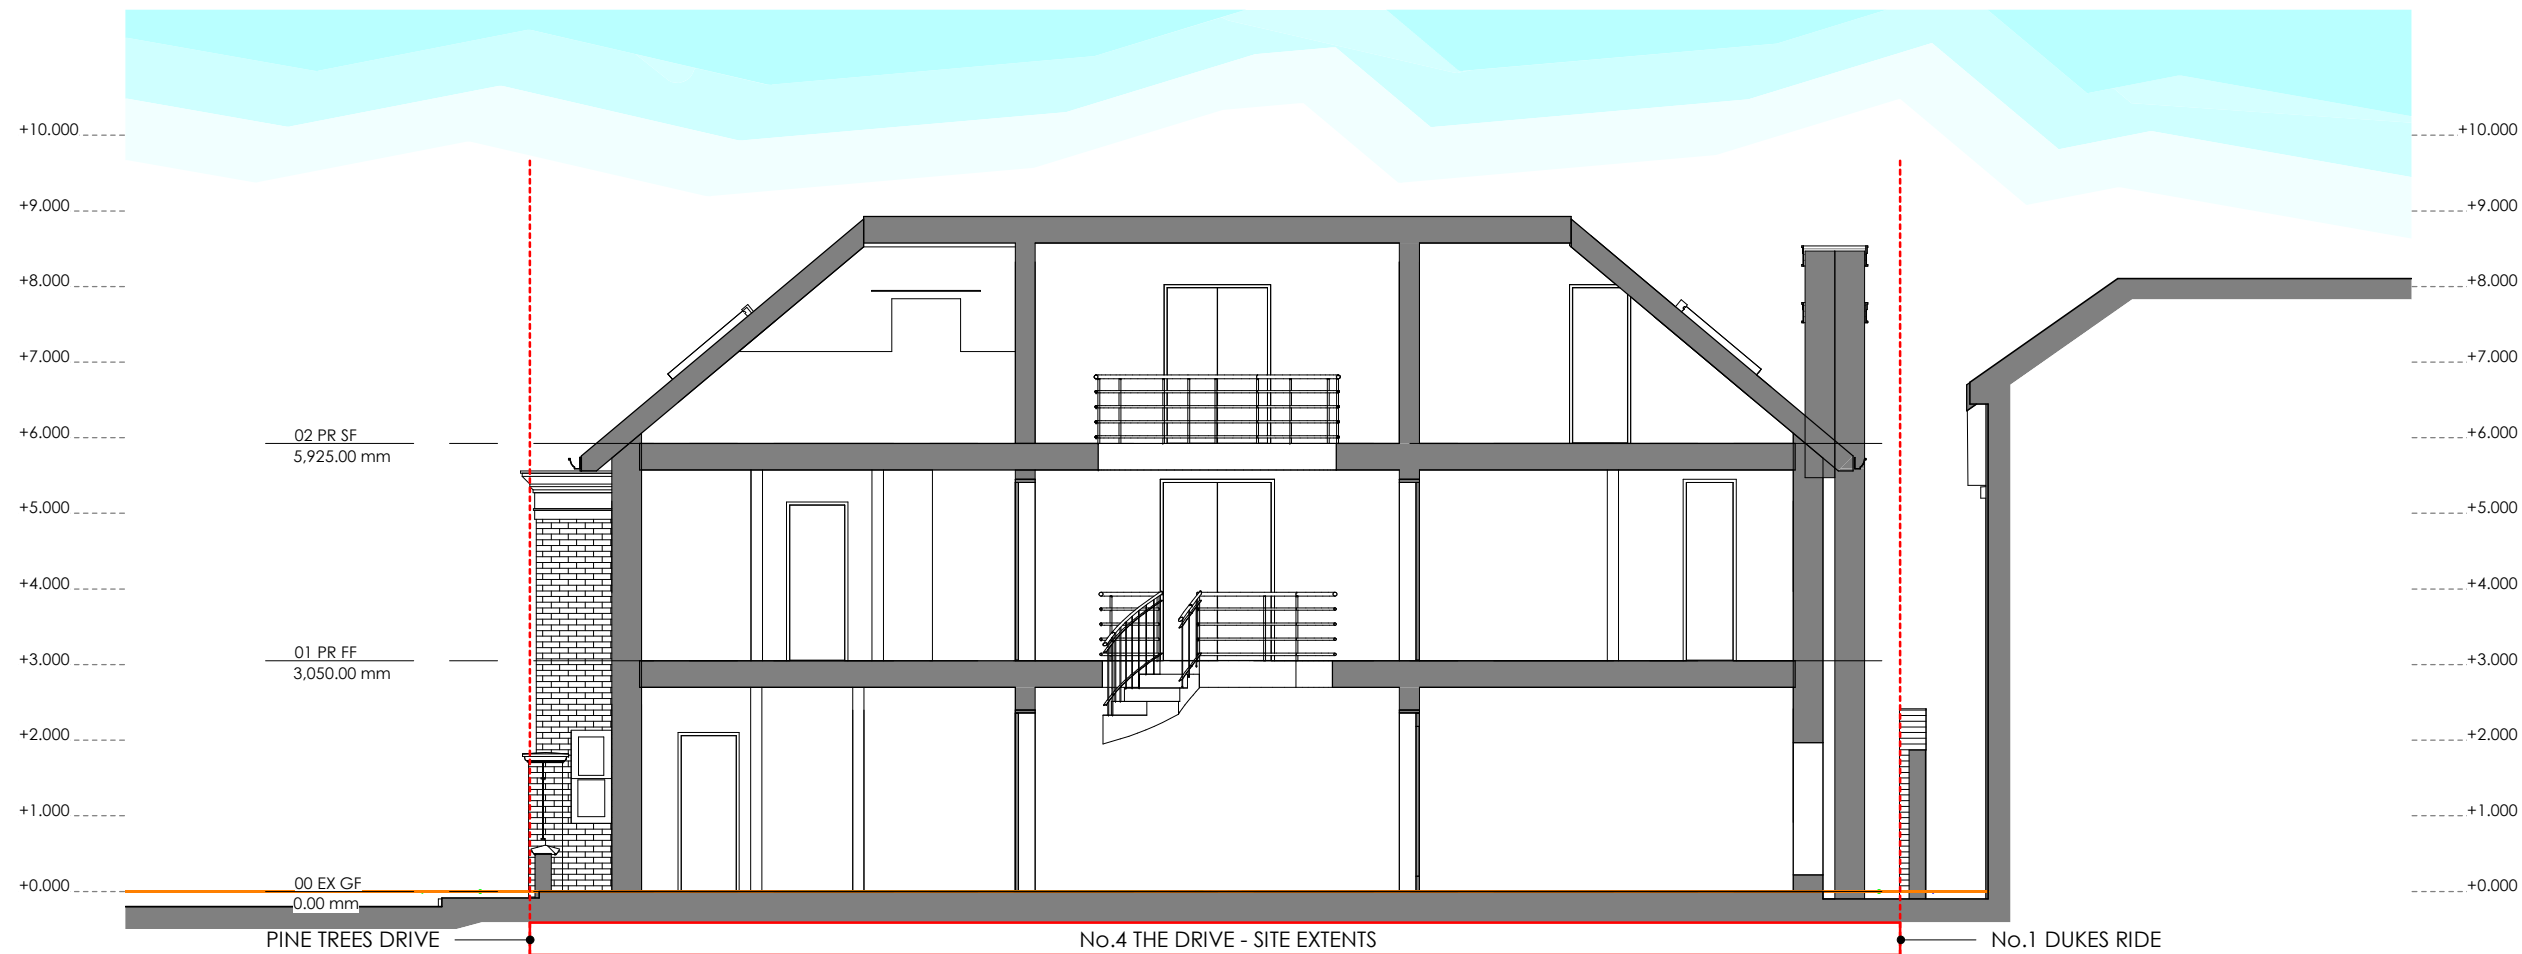 +10.000
+10.000
+9.000
+9.000
+8.000
+8.000
+7.000
+7.000
+6.000
02 PR SF
+6.000
5,925.00 mm
+5.000
+5.000
+4.000
+4.000
+3.000
01 PR FF
+3.000
3,050.00 mm
+2.000
+2.000
+1.000
+1.000
+0.000
00 EX GF
+0.000
0.00 mm
PINE TREES DRIVE
No.4 THE DRIVE - SITE EXTENTS
No.1 DUKES RIDE